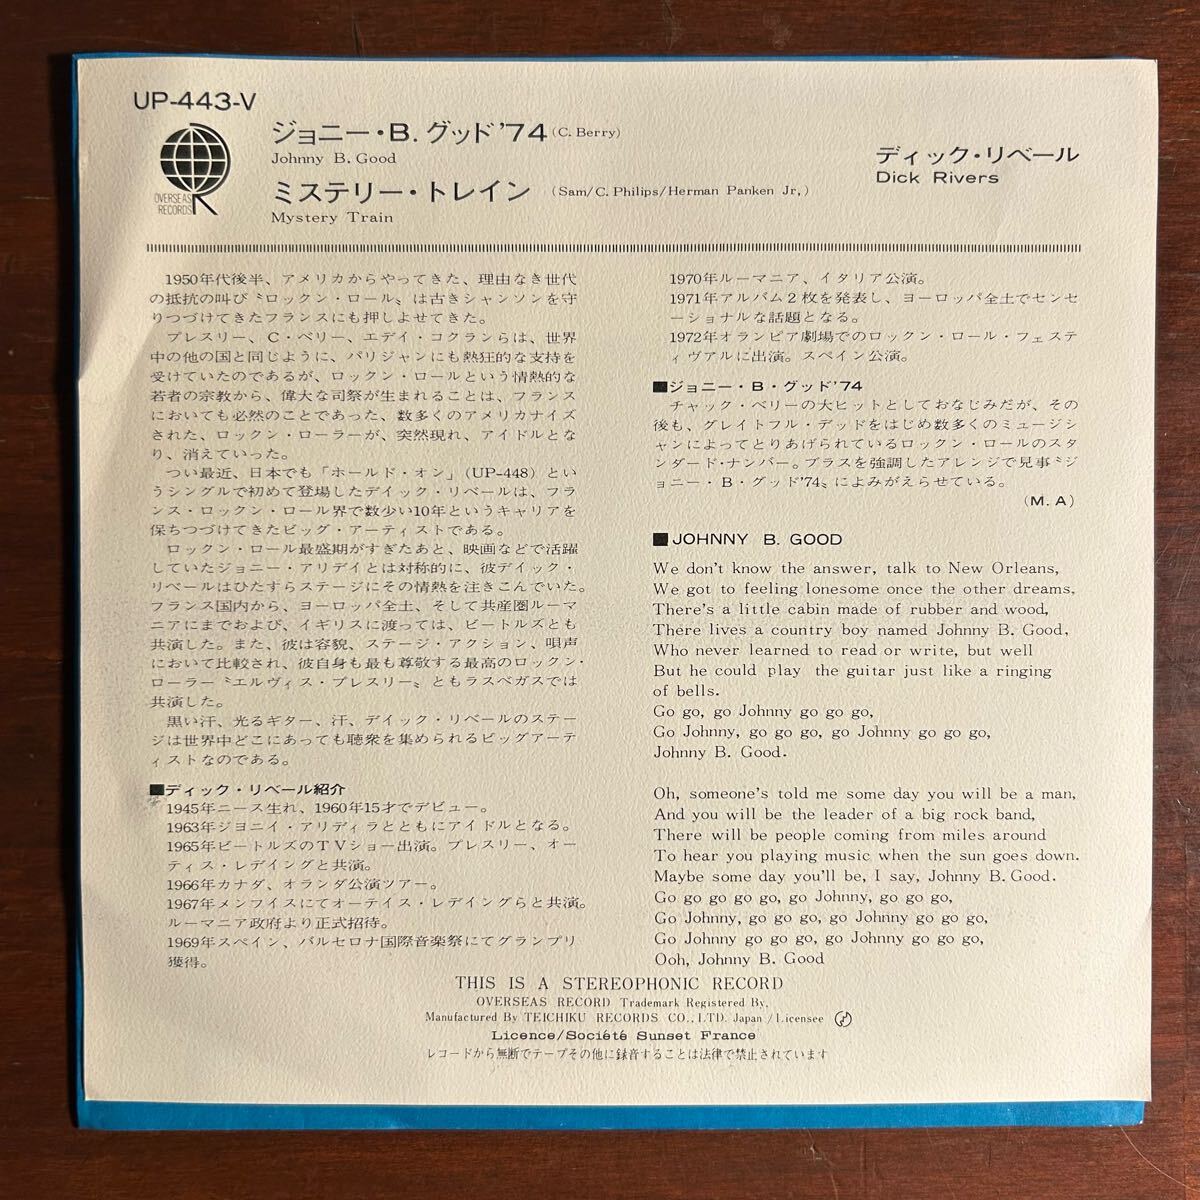 UP-443-V
OVERSEAS
RECORDS
ジョニー・B. グッド '74 (C. Berry)
Johnny B. Good
ミステリー・トレイン (Sam/C. Philips/Herman Panken Jr,)
Mystery Train
ディック・リベール
Dick Rivers
1950年代後半、アメリカからやってきた、理由なき世代
の抵抗の叫び〝ロックン・ロール〟は古きシャンソンを守
りつづけてきたフランスにも押しよせてきた。
プレスリー、C・ベリー、エデイ・コクランらは、世界
中の他の国と同じように、パリジャンにも熱狂的な支持を
受けていたのであるが、ロックン・ロールという情熱的な
若者の宗教から、偉大な司祭が生まれることは、フランス
においても必然のことであった、数多くのアメリカナイズ
された、ロックン・ローラーが、突然現れ、アイドルとな
り、消えていった。
つい最近、日本でも「ホールド・オン」(UP-448) とい
うシングルで初めて登場したデイック・リベールは、フラ
ンス・ロックン・ロール界で数少い10年というキャリアを
保ちつづけてきたビッグ・アーティストである。
ロックン・ロール最盛期がすぎたあと、映画などで活躍
していたジョニー・アリデイとは対称的に、彼デイック・
リベールはひたすらステージにその情熱を注きこんでいた。
フランス国内から、ヨーロッパ全土、そして共産圏ルーマ
ニアにまでおよび、イギリスに渡っては、ビートルズとも
共演した。また、彼は容貌、ステージ・アクション、唄声
において比較され、彼自身も最も尊敬する最高のロックン・
ローラー〝エルヴィス・プレスリー〟ともラスベガスでは
共演した。
黒い汗、光るギター、汗、デイック・リベールのステー
ジは世界中どこにあっても聴衆を集められるビッグアーテ
ィストなのである。
■ディック・リベール紹介
1945年ニース生れ、1960年15才でデビュー。
1963年ジヨニイ・アリディラとともにアイドルとなる。
1965年ビートルズのTVショー出演。プレスリー、オー
ティス・レデイングと共演。
1966年カナダ、オランダ公演ツアー。
1967年メンフイスにてオーテイス・レデイングらと共演。
ルーマニア政府より正式招待。
1969年スペイン、バルセロナ国際音楽祭にてグランプリ
獲得。
1970年ルーマニア、イタリア公演。
1971年アルバム2枚を発表し、ヨーロッパ全土でセンセ
ーショナルな話題となる。
1972年オランピア劇場でのロックン・ロール・フェステ
ィヴアルに出演。スペイン公演。
■ジョニー・B・グッド'74
チャック・ベリーの大ヒットとしておなじみだが、その
後も、グレイトフル・デッドをはじめ数多くのミュージシ
ャンによってとりあげられているロックン・ロールのスタ
ンダード・ナンバー。ブラスを強調したアレンジで見事〝ジ
ョニー・B・グッド'74〟によみがえらせている。
(M. A)
■JOHNNY B. GOOD
We don't know the answer, talk to New Orleans,
We got to feeling lonesome once the other dreams,
There's a little cabin made of rubber and wood,
There lives a country boy named Johnny B. Good,
Who never learned to read or write, but well
But he could play the guitar just like a ringing
of bells.
Go go, go Johnny go go go,
Go Johnny, go go go, go Johnny go go go,
Johnny B. Good.
Oh, someone's told me some day you will be a man,
And you will be the leader of a big rock band,
There will be people coming from miles around
To hear you playing music when the sun goes down.
Maybe some day you'll be, I say, Johnny B. Good.
Go go go go go, go Johnny, go go go,
Go Johnny, go go go, go Johnny go go go,
Go Johnny go go go, go Johnny go go go,
Ooh, Johnny B. Good
THIS IS A STEREOPHONIC RECORD
OVERSEAS RECORD Trademark Registered By,
Manufactured By TEICHIKU RECORDS CO., LTD. Japan / Licensee
Licence/Société Sunset France
レコードから無断でテープその他に録音することは法律で禁止されています